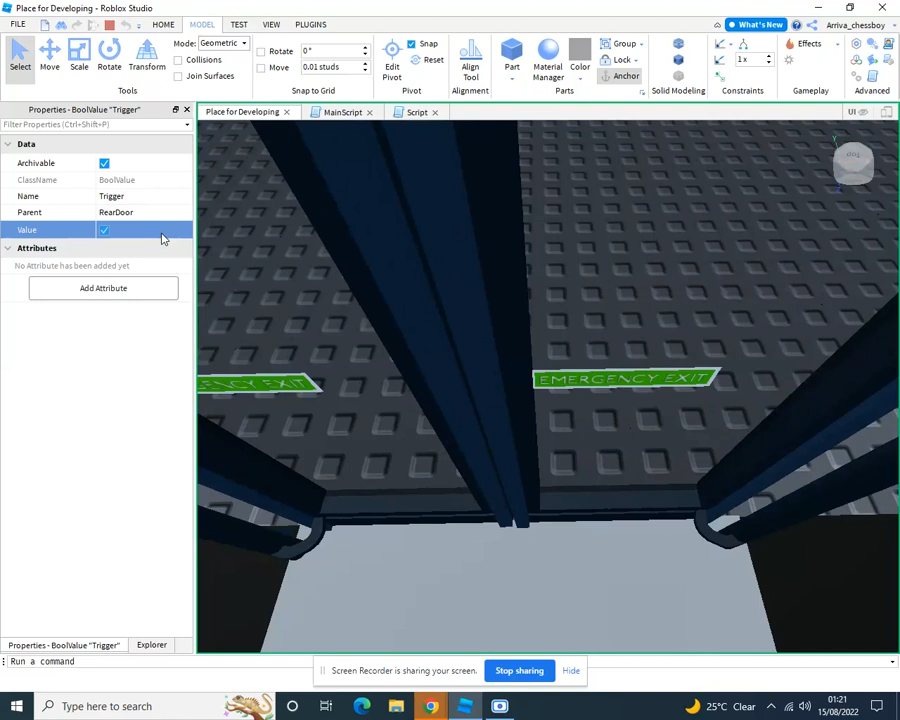 Place for Developing - Roblox Studio
FILE HOME MODEL TEST VIEW PLUGINS What's New Arriva_chessboy
Select Move Scale Rotate Transform
Mode: Geometric
Collisions
Join Surfaces
Tools
Rotate 0 °
Move 0.01 studs
Snap to Grid
Edit Pivot
Snap
Reset
Pivot
Align Tool
Alignment
Part
Material Manager
Color
Group
Lock
Anchor
Parts
Solid Modeling
1 x
Constraints
Effects
Gameplay
Advanced
Properties - BoolValue "Trigger"
Filter Properties (Ctrl+Shift+P)
Place for Developing MainScript Script UI
Data
Archivable
ClassName BoolValue
Name Trigger
Parent RearDoor
Value
Attributes
No Attribute has been added yet
Add Attribute
EMERGENCY EXIT
EXIT
TOP
Y
Properties - BoolValue "Trigger" Explorer
Run a command
Screen Recorder is sharing your screen. Stop sharing Hide
Type here to search
25°C Clear
01:21
15/08/2022